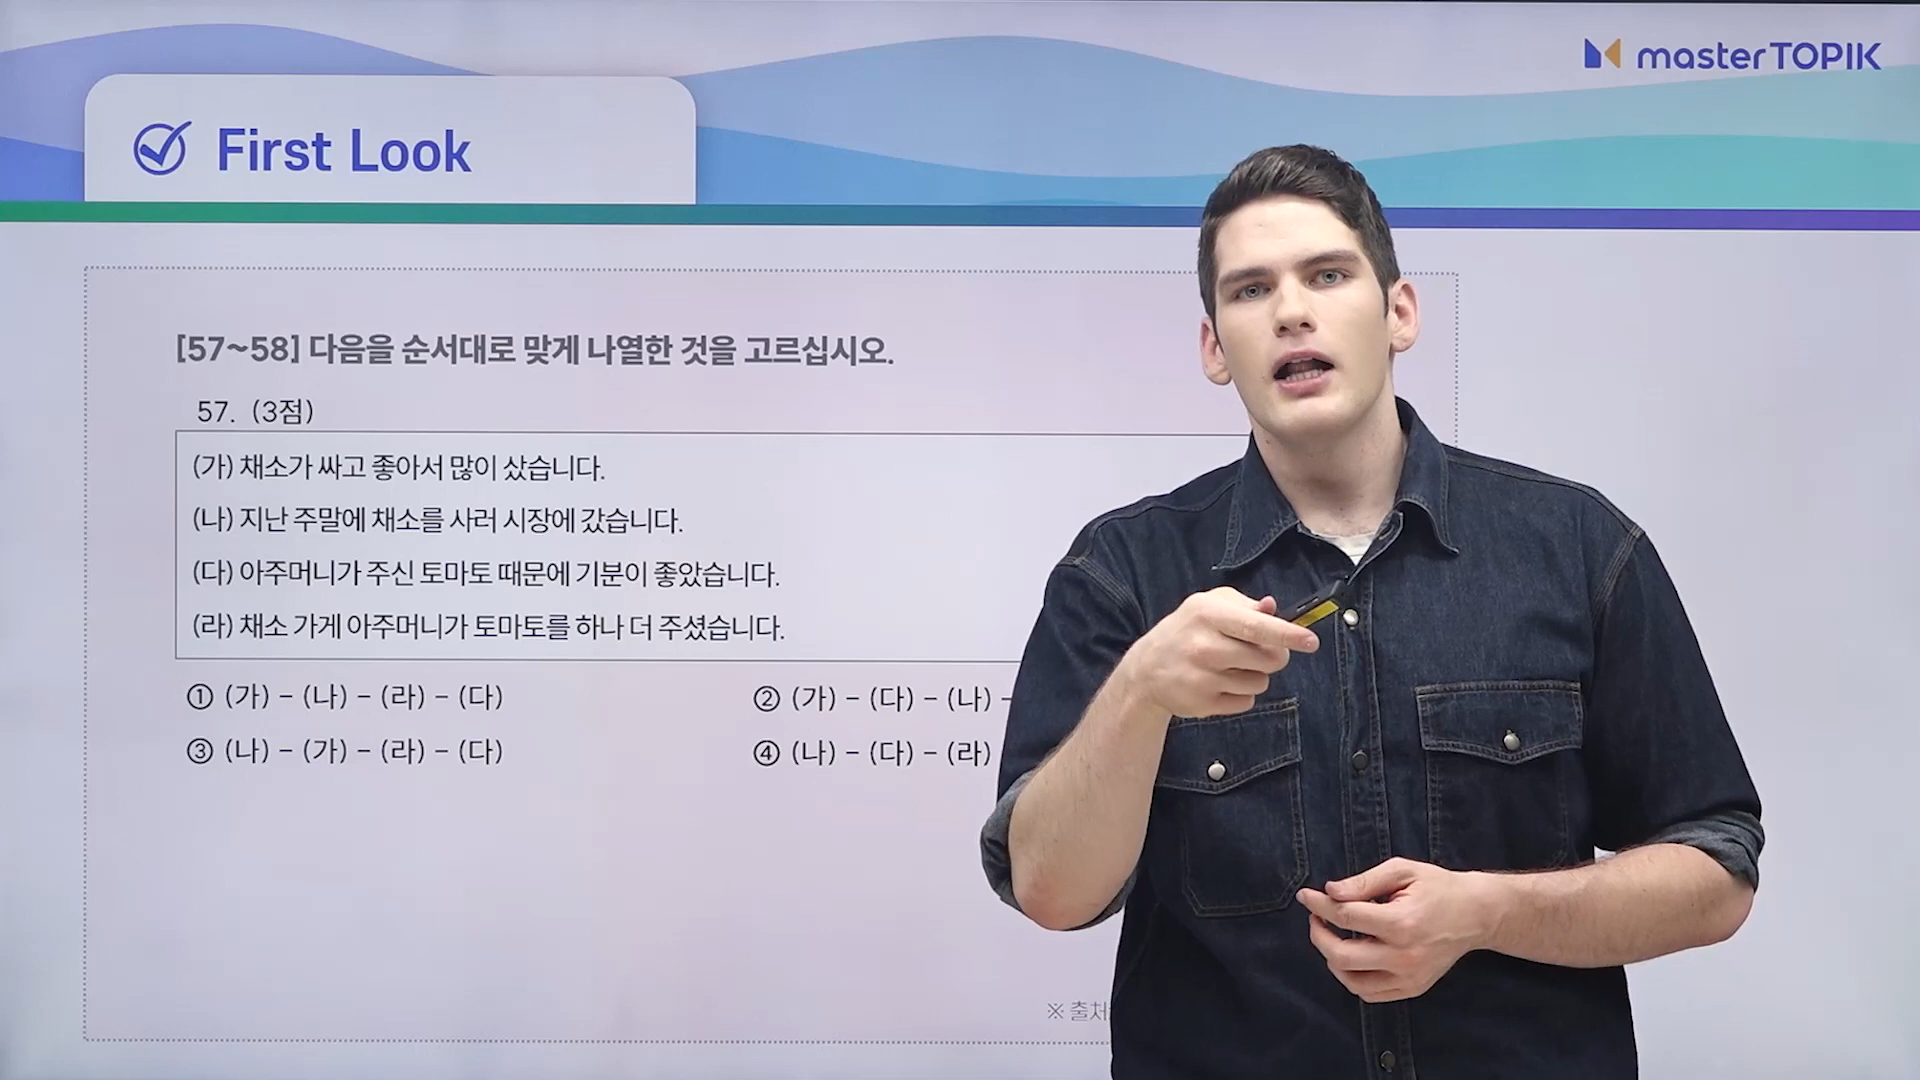 master TOPIK
First Look
[57~58] 다음을 순서대로 맞게 나열한 것을 고르십시오.
57. (3점)
(가) 채소가 싸고 좋아서 많이 샀습니다.
(나) 지난 주말에 채소를 사러 시장에 갔습니다.
(다) 아주머니가 주신 토마토 때문에 기분이 좋았습니다.
(라) 채소 가게 아주머니가 토마토를 하나 더 주셨습니다.
① (가) – (나) – (라) – (다)
② (가) – (다) – (나) –
③ (나) – (가) – (라) – (다)
④ (나) – (다) – (라)
※ 출처